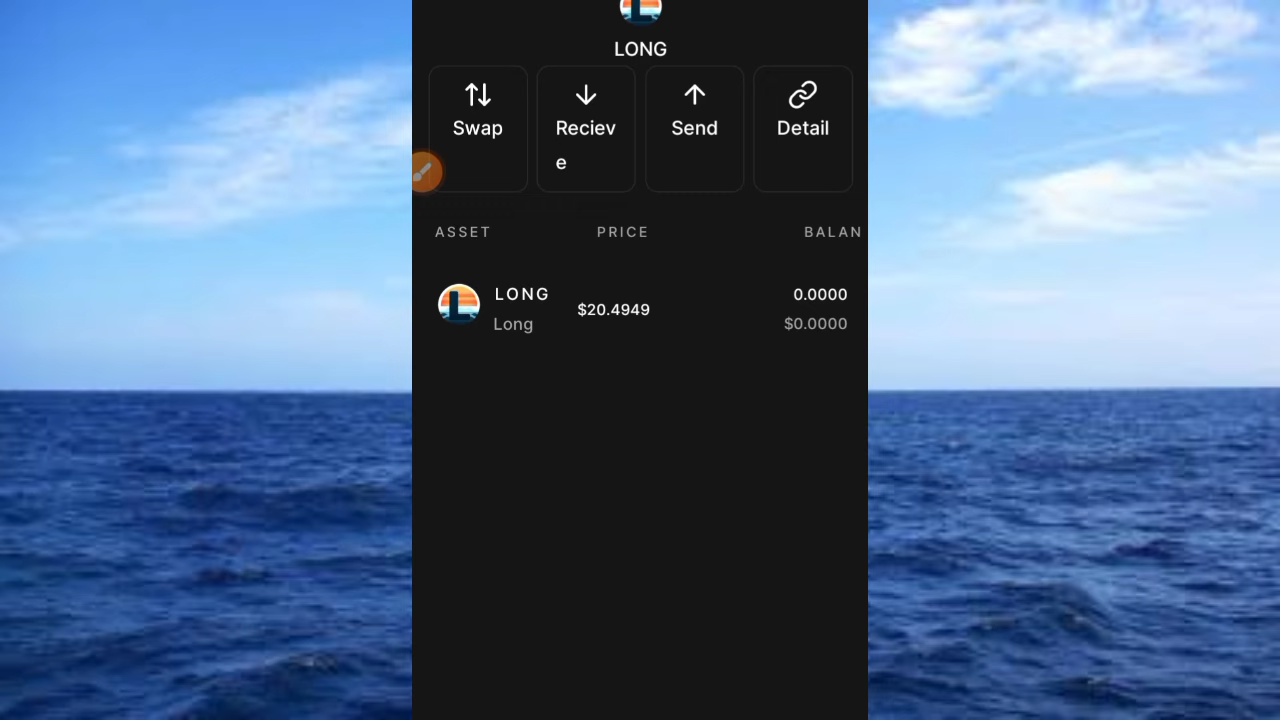 LONG
Swap
Reciev
e
Send
Detail
ASSET PRICE BALAN
LONG
Long
$20.4949
0.0000
$0.0000